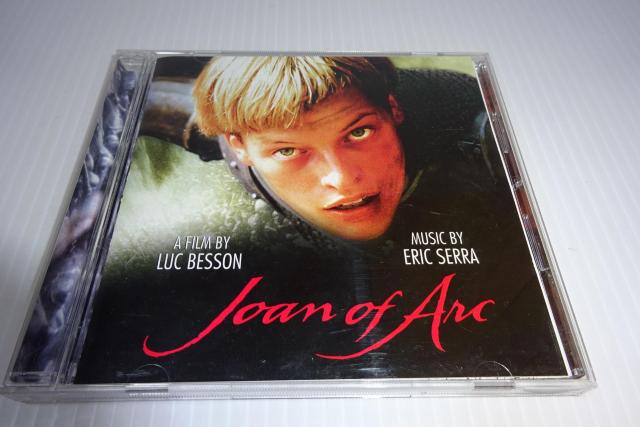 A FILM BY
LUC BESSON
MUSIC BY
ERIC SERRA
Joan of Arc